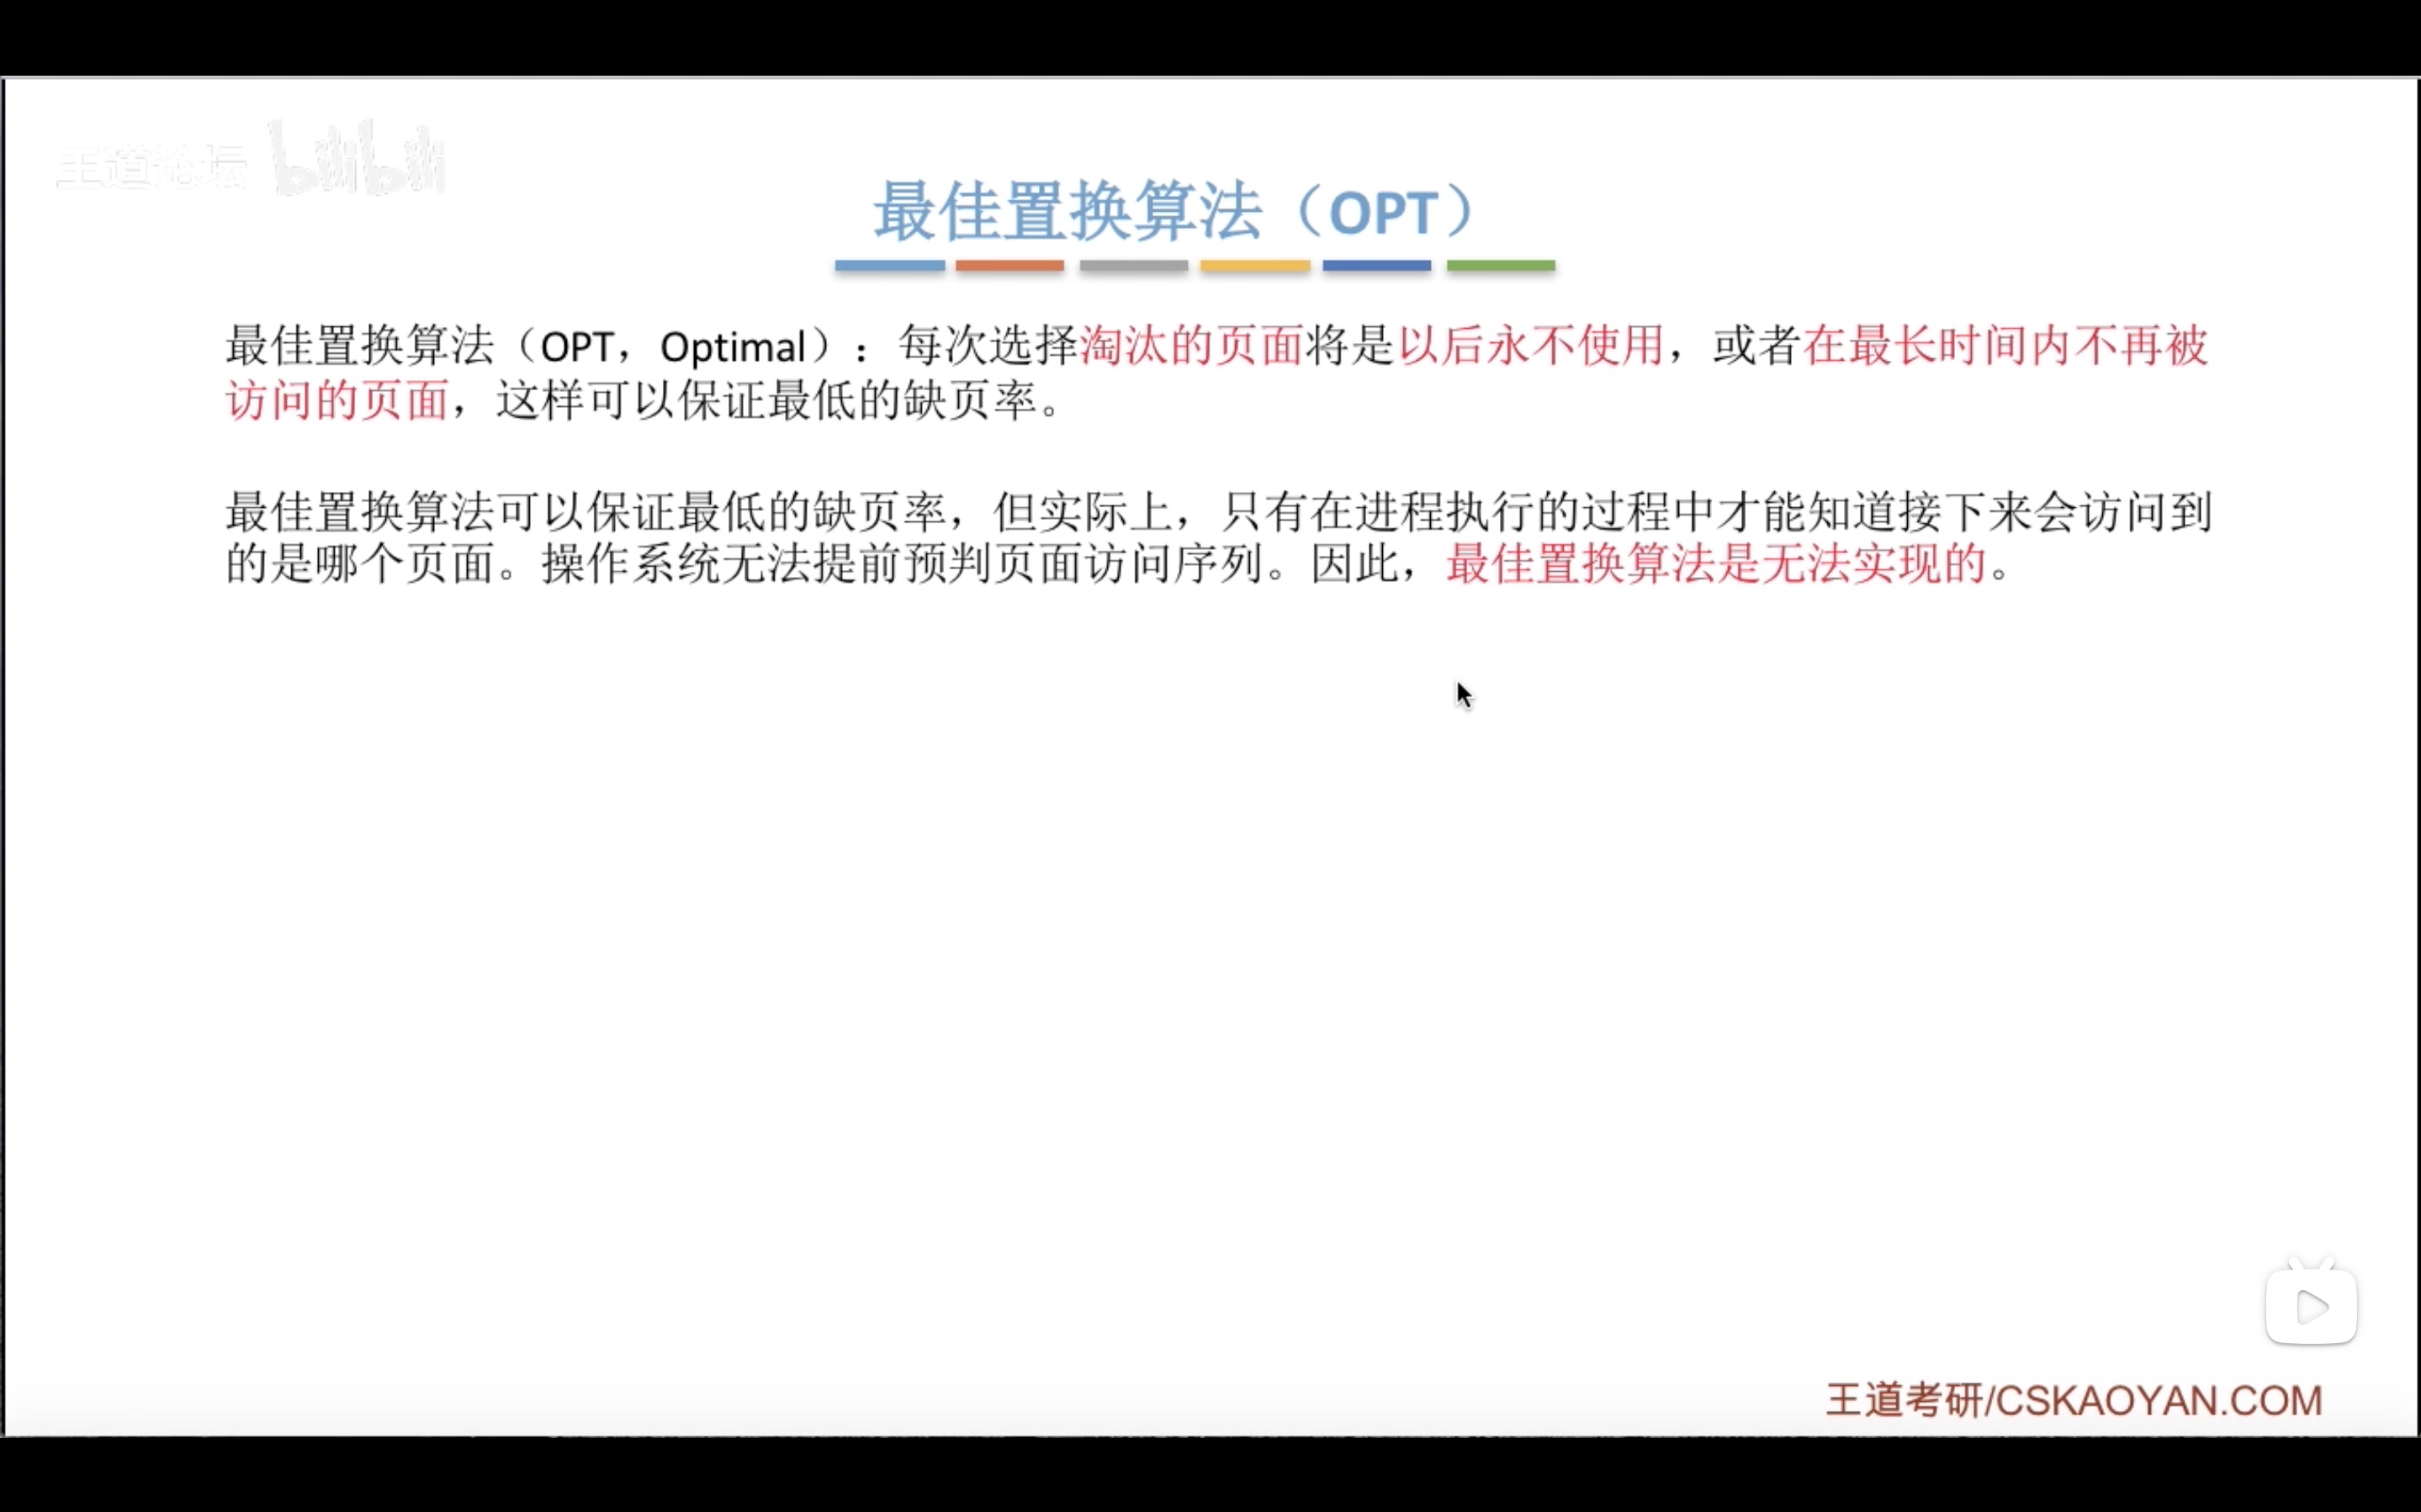 王道论坛 bilibili
最佳置换算法（OPT）
最佳置换算法（OPT，Optimal）：每次选择淘汰的页面将是以后永不使用，或者在最长时间内不再被
访问的页面，这样可以保证最低的缺页率。
最佳置换算法可以保证最低的缺页率，但实际上，只有在进程执行的过程中才能知道接下来会访问到
的是哪个页面。操作系统无法提前预判页面访问序列。因此，最佳置换算法是无法实现的。
王道考研/CSKAOYAN.COM